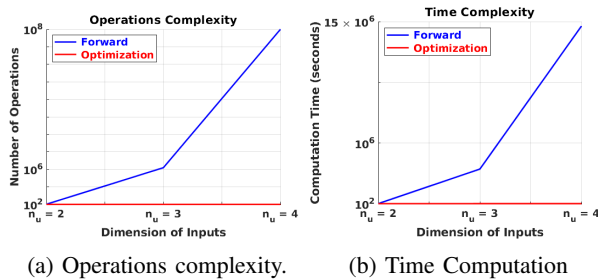 Operations Complexity
10^8
Forward
Optimization
Number of Operations
10^6
10^2
n_u = 2
n_u = 3
n_u = 4
Dimension of Inputs
(a) Operations complexity.
Time Complexity
15 × 10^6
Forward
Optimization
Computation Time (seconds)
10^6
10^2
n_u = 2
n_u = 3
n_u = 4
Dimension of Inputs
(b) Time Computation